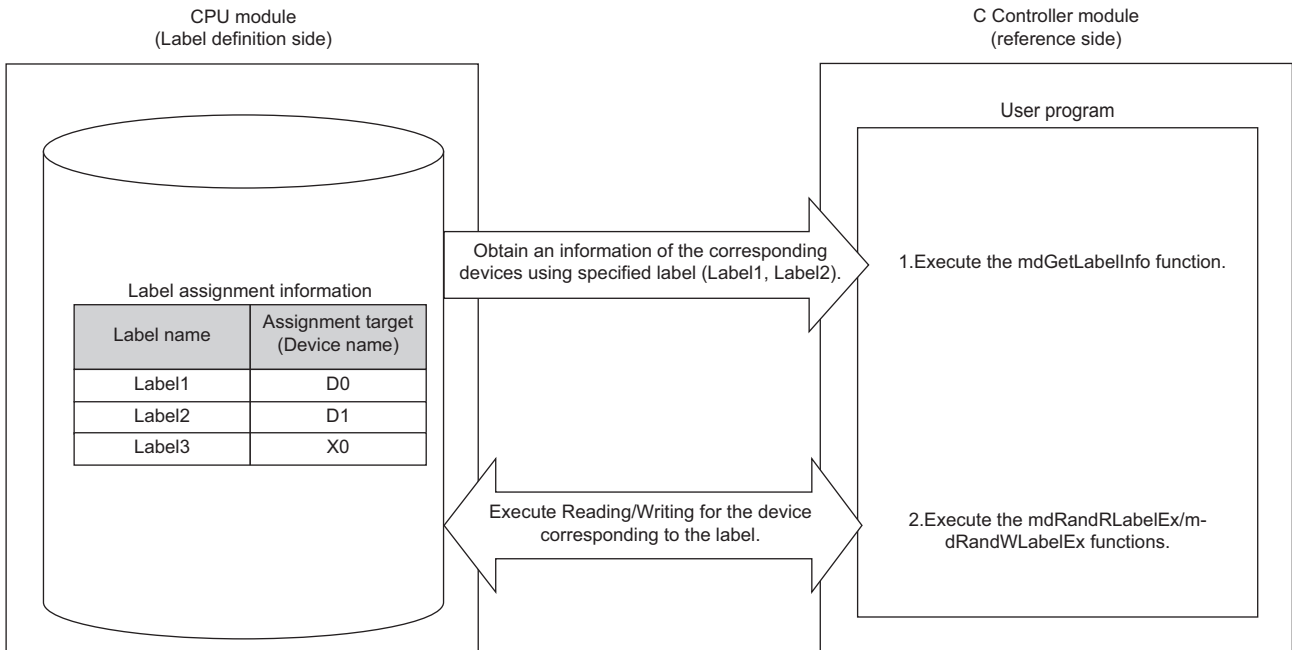 CPU module
(Label definition side)
C Controller module
(reference side)
User program
Obtain an information of the corresponding
devices using specified label (Label1, Label2).
1.Execute the mdGetLabelInfo function.
Label assignment information
Label name
Assignment target
(Device name)
Label1
D0
Label2
D1
Label3
X0
Execute Reading/Writing for the device
corresponding to the label.
2.Execute the mdRandRLabelEx/m-
dRandWLabelEx functions.